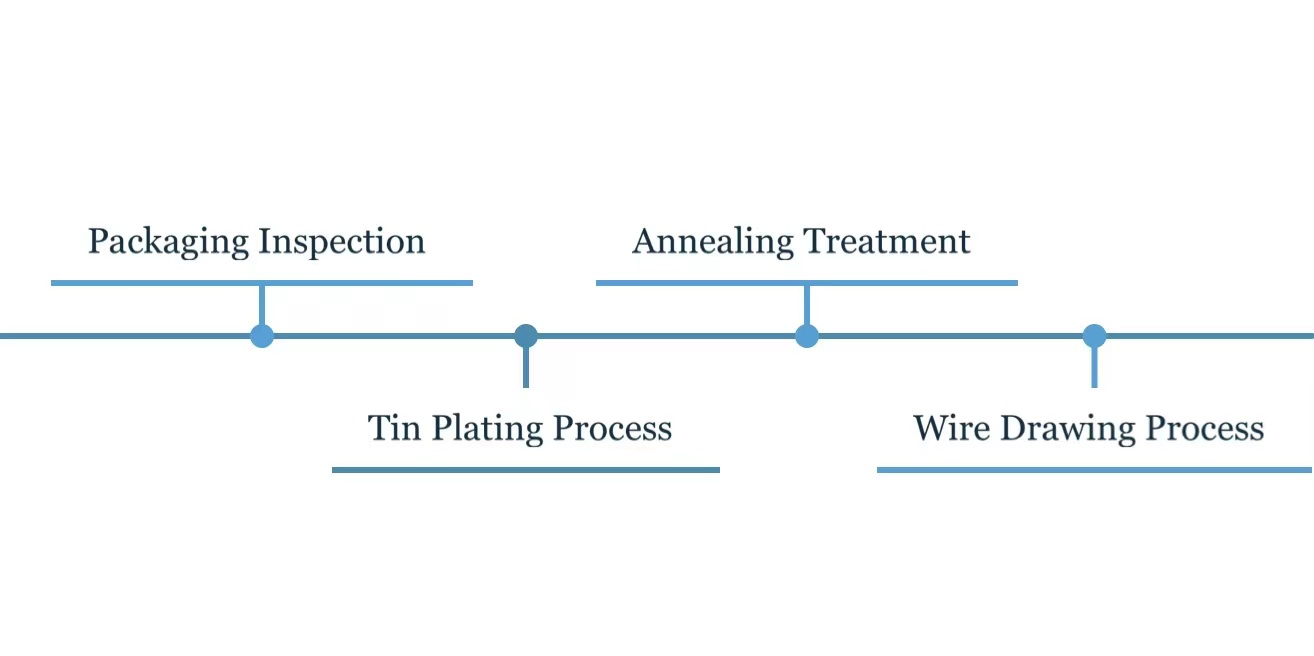 Packaging Inspection
Annealing Treatment
Tin Plating Process
Wire Drawing Process